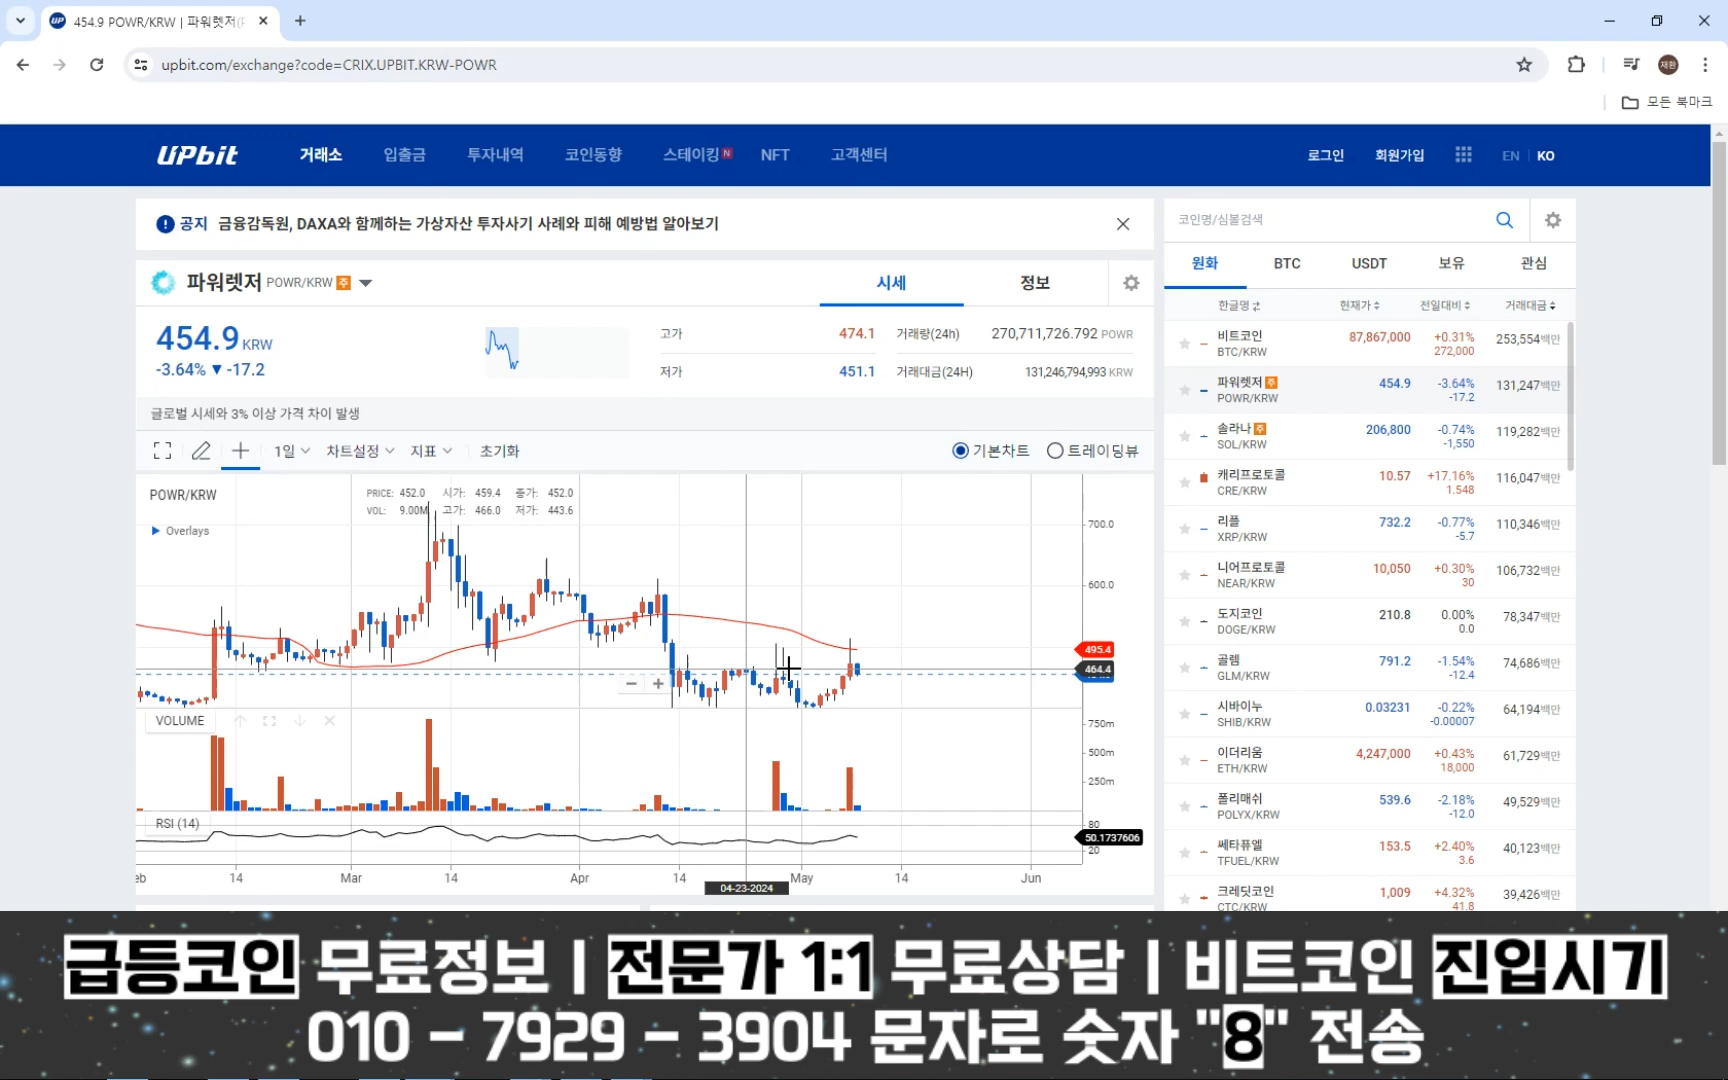 454.9 POWR/KRW | 파워렛저(
upbit.com/exchange?code=CRIX.UPBIT.KRW-POWR
재환
모든 북마크
UPbit 거래소 입출금 투자내역 코인동향 스테이킹 N NFT 고객센터 로그인 회원가입 EN KO
공지 금융감독원, DAXA와 함께하는 가상자산 투자사기 사례와 피해 예방법 알아보기
파워렛저 POWR/KRW 주 시세 정보
454.9 KRW
-3.64% ▼ -17.2
고가 474.1 거래량(24h) 270,711,726.792 POWR
저가 451.1 거래대금(24H) 131,246,794,993 KRW
글로벌 시세와 3% 이상 가격 차이 발생
1일 차트설정 지표 초기화 기본차트 트레이딩뷰
POWR/KRW
PRICE: 452.0 시가: 459.4 종가: 452.0
VOL: 9.00M 고가: 466.0 저가: 443.6
Overlays
700.0
600.0
495.4
464.4
VOLUME
750m
500m
250m
RSI (14)
80
50.1737606
20
eb 14 Mar 14 Apr 14 May 14 Jun
04-23-2024
코인명/심볼검색
원화 BTC USDT 보유 관심
한글명 현재가 전일대비 거래대금
비트코인 87,867,000 +0.31% 253,554백만
BTC/KRW 272,000
파워렛저 주 454.9 -3.64% 131,247백만
POWR/KRW -17.2
솔라나 주 206,800 -0.74% 119,282백만
SOL/KRW -1,550
캐리프로토콜 10.57 +17.16% 116,047백만
CRE/KRW 1.548
리플 732.2 -0.77% 110,346백만
XRP/KRW -5.7
니어프로토콜 10,050 +0.30% 106,732백만
NEAR/KRW 30
도지코인 210.8 0.00% 78,347백만
DOGE/KRW 0.0
골렘 791.2 -1.54% 74,686백만
GLM/KRW -12.4
시바이누 0.03231 -0.22% 64,194백만
SHIB/KRW -0.00007
이더리움 4,247,000 +0.43% 61,729백만
ETH/KRW 18,000
폴리매쉬 539.6 -2.18% 49,529백만
POLYX/KRW -12.0
쎄타퓨엘 153.5 +2.40% 40,123백만
TFUEL/KRW 3.6
크레딧코인 1,009 +4.32% 39,426백만
CTC/KRW 41.8
급등코인 무료정보 | 전문가 1:1 무료상담 | 비트코인 진입시기
010 - 7929 - 3904 문자로 숫자 "8" 전송